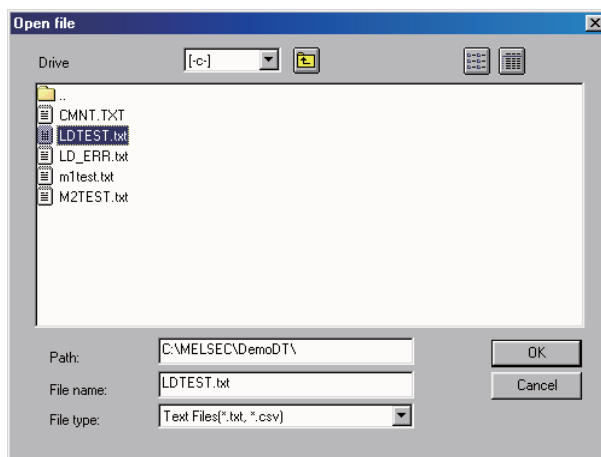 Open file
Drive
[-c-]
..
CMNT.TXT
LDTEST.txt
LD_ERR.txt
m1test.txt
M2TEST.txt
Path:
C:\MELSEC\DemoDT\
OK
File name:
LDTEST.txt
Cancel
File type:
Text Files(*.txt, *.csv)